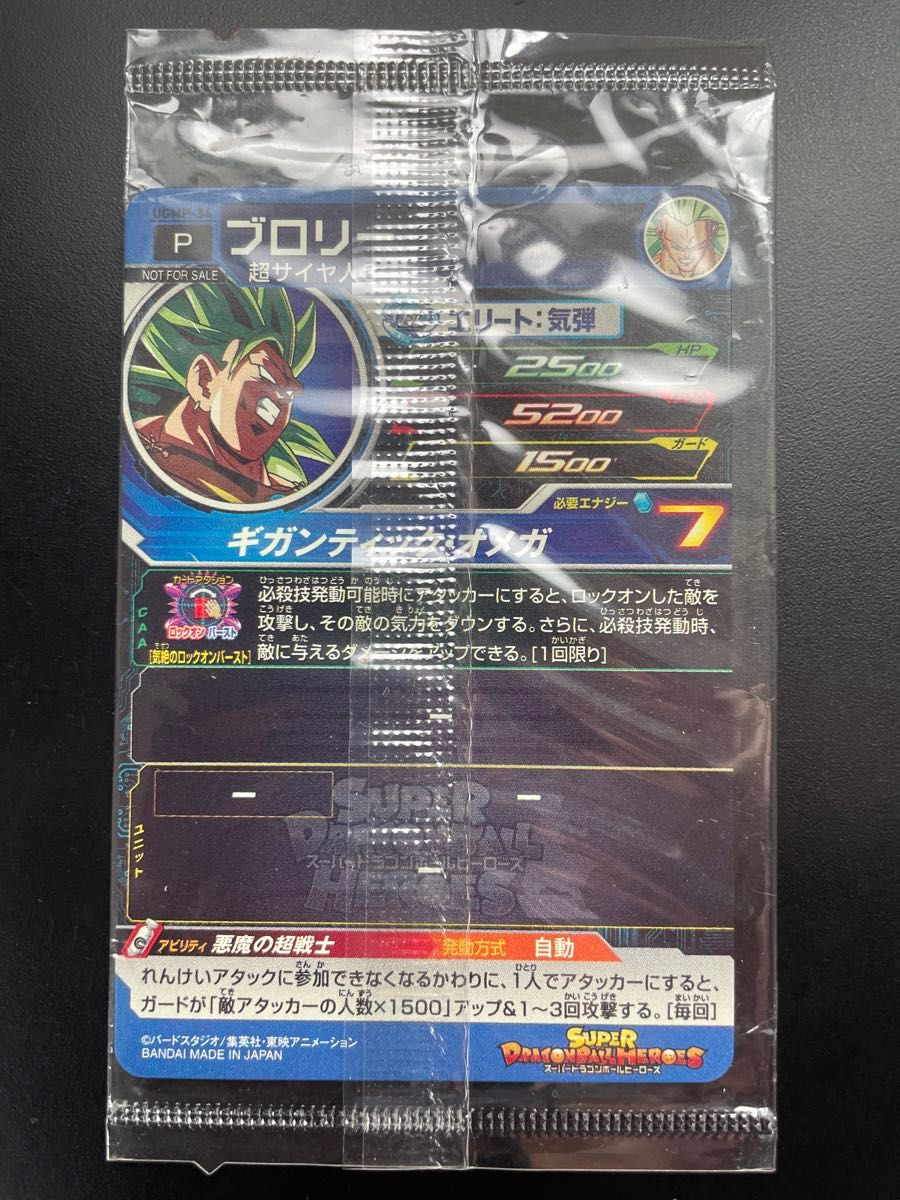 UGMP-34
P
ブロリー
NOT FOR SALE
超サイヤ人
エリート:気弾
HP
2500
5200
ガード
1500
必要エナジー
7
ギガンティック・オメガ
CAA
カードアクション
ロックオン バースト
[気絶のロックオンバースト]
必殺技発動可能時にアタッカーにすると、ロックオンした敵を
攻撃し、その敵の気力をダウンする。さらに、必殺技発動時、
敵に与えるダメージをアップできる。[1回限り]
ー
ユニット
ー
ー
ー
SUPER
DRAGONBALL
スーパードラゴンボールヒーローズ
HEROES
G
アビリティ 悪魔の超戦士
発動方式 自動
れんけいアタックに参加できなくなるかわりに、1人でアタッカーにすると、
ガードが「敵アタッカーの人数×1500」アップ&1~3回攻撃する。[毎回]
©バードスタジオ/集英社・東映アニメーション
BANDAI MADE IN JAPAN
SUPER
DRAGONBALL HEROES
スーパードラゴンボールヒーローズ